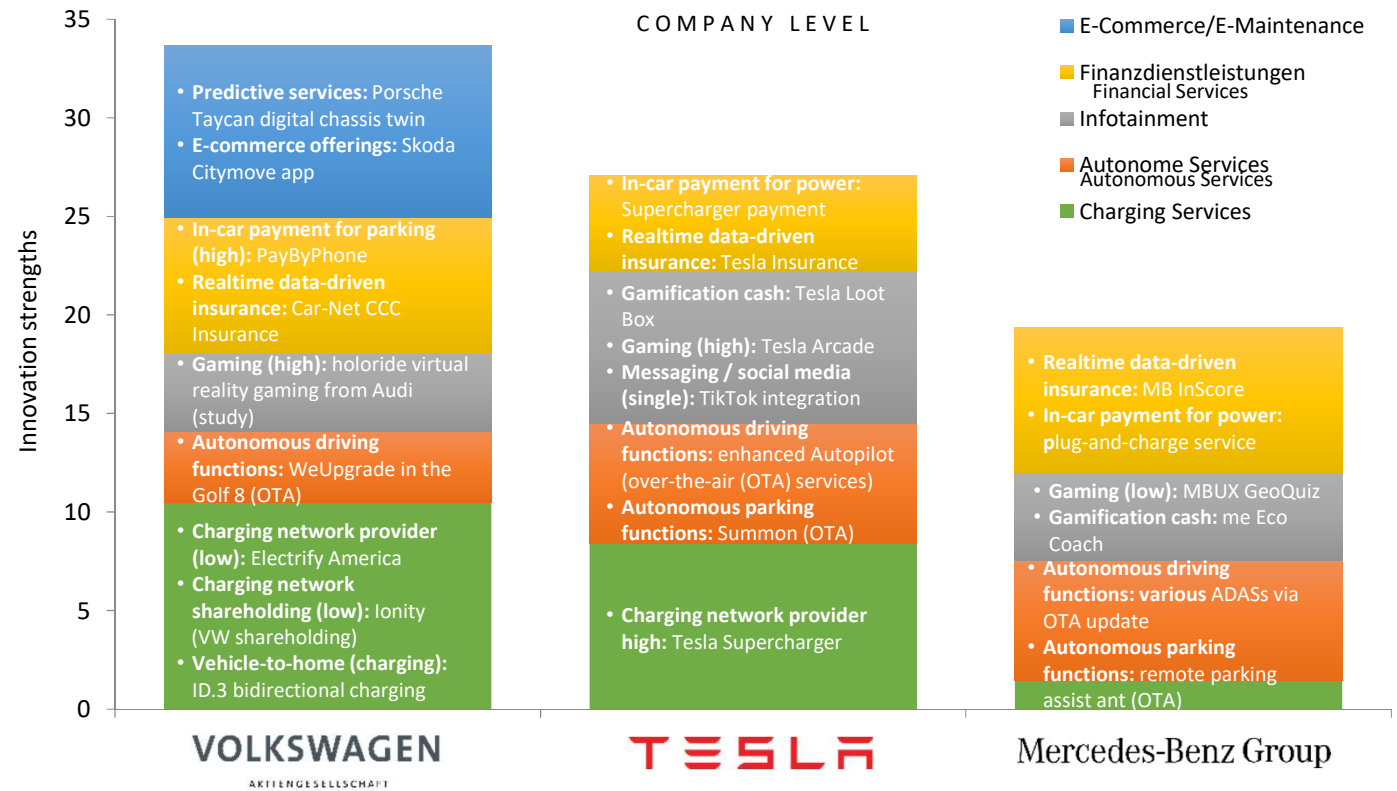 COMPANY LEVEL
35
30
25
20
15
10
5
0
Innovation strengths
E-Commerce/E-Maintenance
Finanzdienstleistungen
Financial Services
Infotainment
Autonome Services
Autonomous Services
Charging Services
• Predictive services: Porsche
Taycan digital chassis twin
• E-commerce offerings: Skoda
Citymove app
• In-car payment for parking
(high): PayByPhone
• Realtime data-driven
insurance: Car-Net CCC
Insurance
• Gaming (high): holoride virtual
reality gaming from Audi
(study)
• Autonomous driving
functions: WeUpgrade in the
Golf 8 (OTA)
• Charging network provider
(low): Electrify America
• Charging network
shareholding (low): Ionity
(VW shareholding)
• Vehicle-to-home (charging):
ID.3 bidirectional charging
• In-car payment for power:
Supercharger payment
• Realtime data-driven
insurance: Tesla Insurance
• Gamification cash: Tesla Loot
Box
• Gaming (high): Tesla Arcade
• Messaging / social media
(single): TikTok integration
• Autonomous driving
functions: enhanced Autopilot
(over-the-air (OTA) services)
• Autonomous parking
functions: Summon (OTA)
• Charging network provider
high: Tesla Supercharger
• Realtime data-driven
insurance: MB InScore
• In-car payment for power:
plug-and-charge service
• Gaming (low): MBUX GeoQuiz
• Gamification cash: me Eco
Coach
• Autonomous driving
functions: various ADASs via
OTA update
• Autonomous parking
functions: remote parking
assist ant (OTA)
VOLKSWAGEN
AKTIENGESELLSCHAFT
TESLA
Mercedes-Benz Group